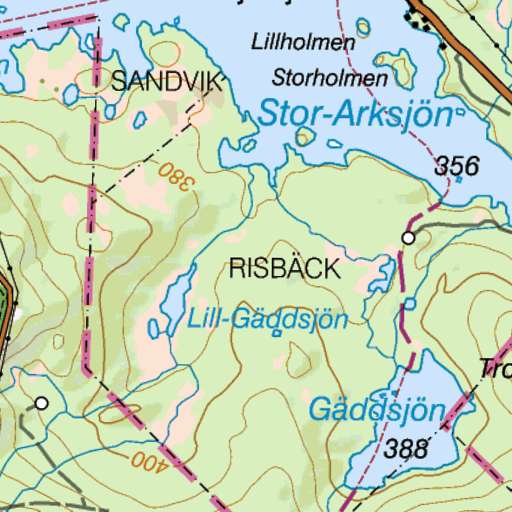 Lillholmen
Storholmen
SANDVIK
Stor-Arksjön
356
380
RISBÄCK
Lill-Gäddsjön
Gäddsjön
388
400